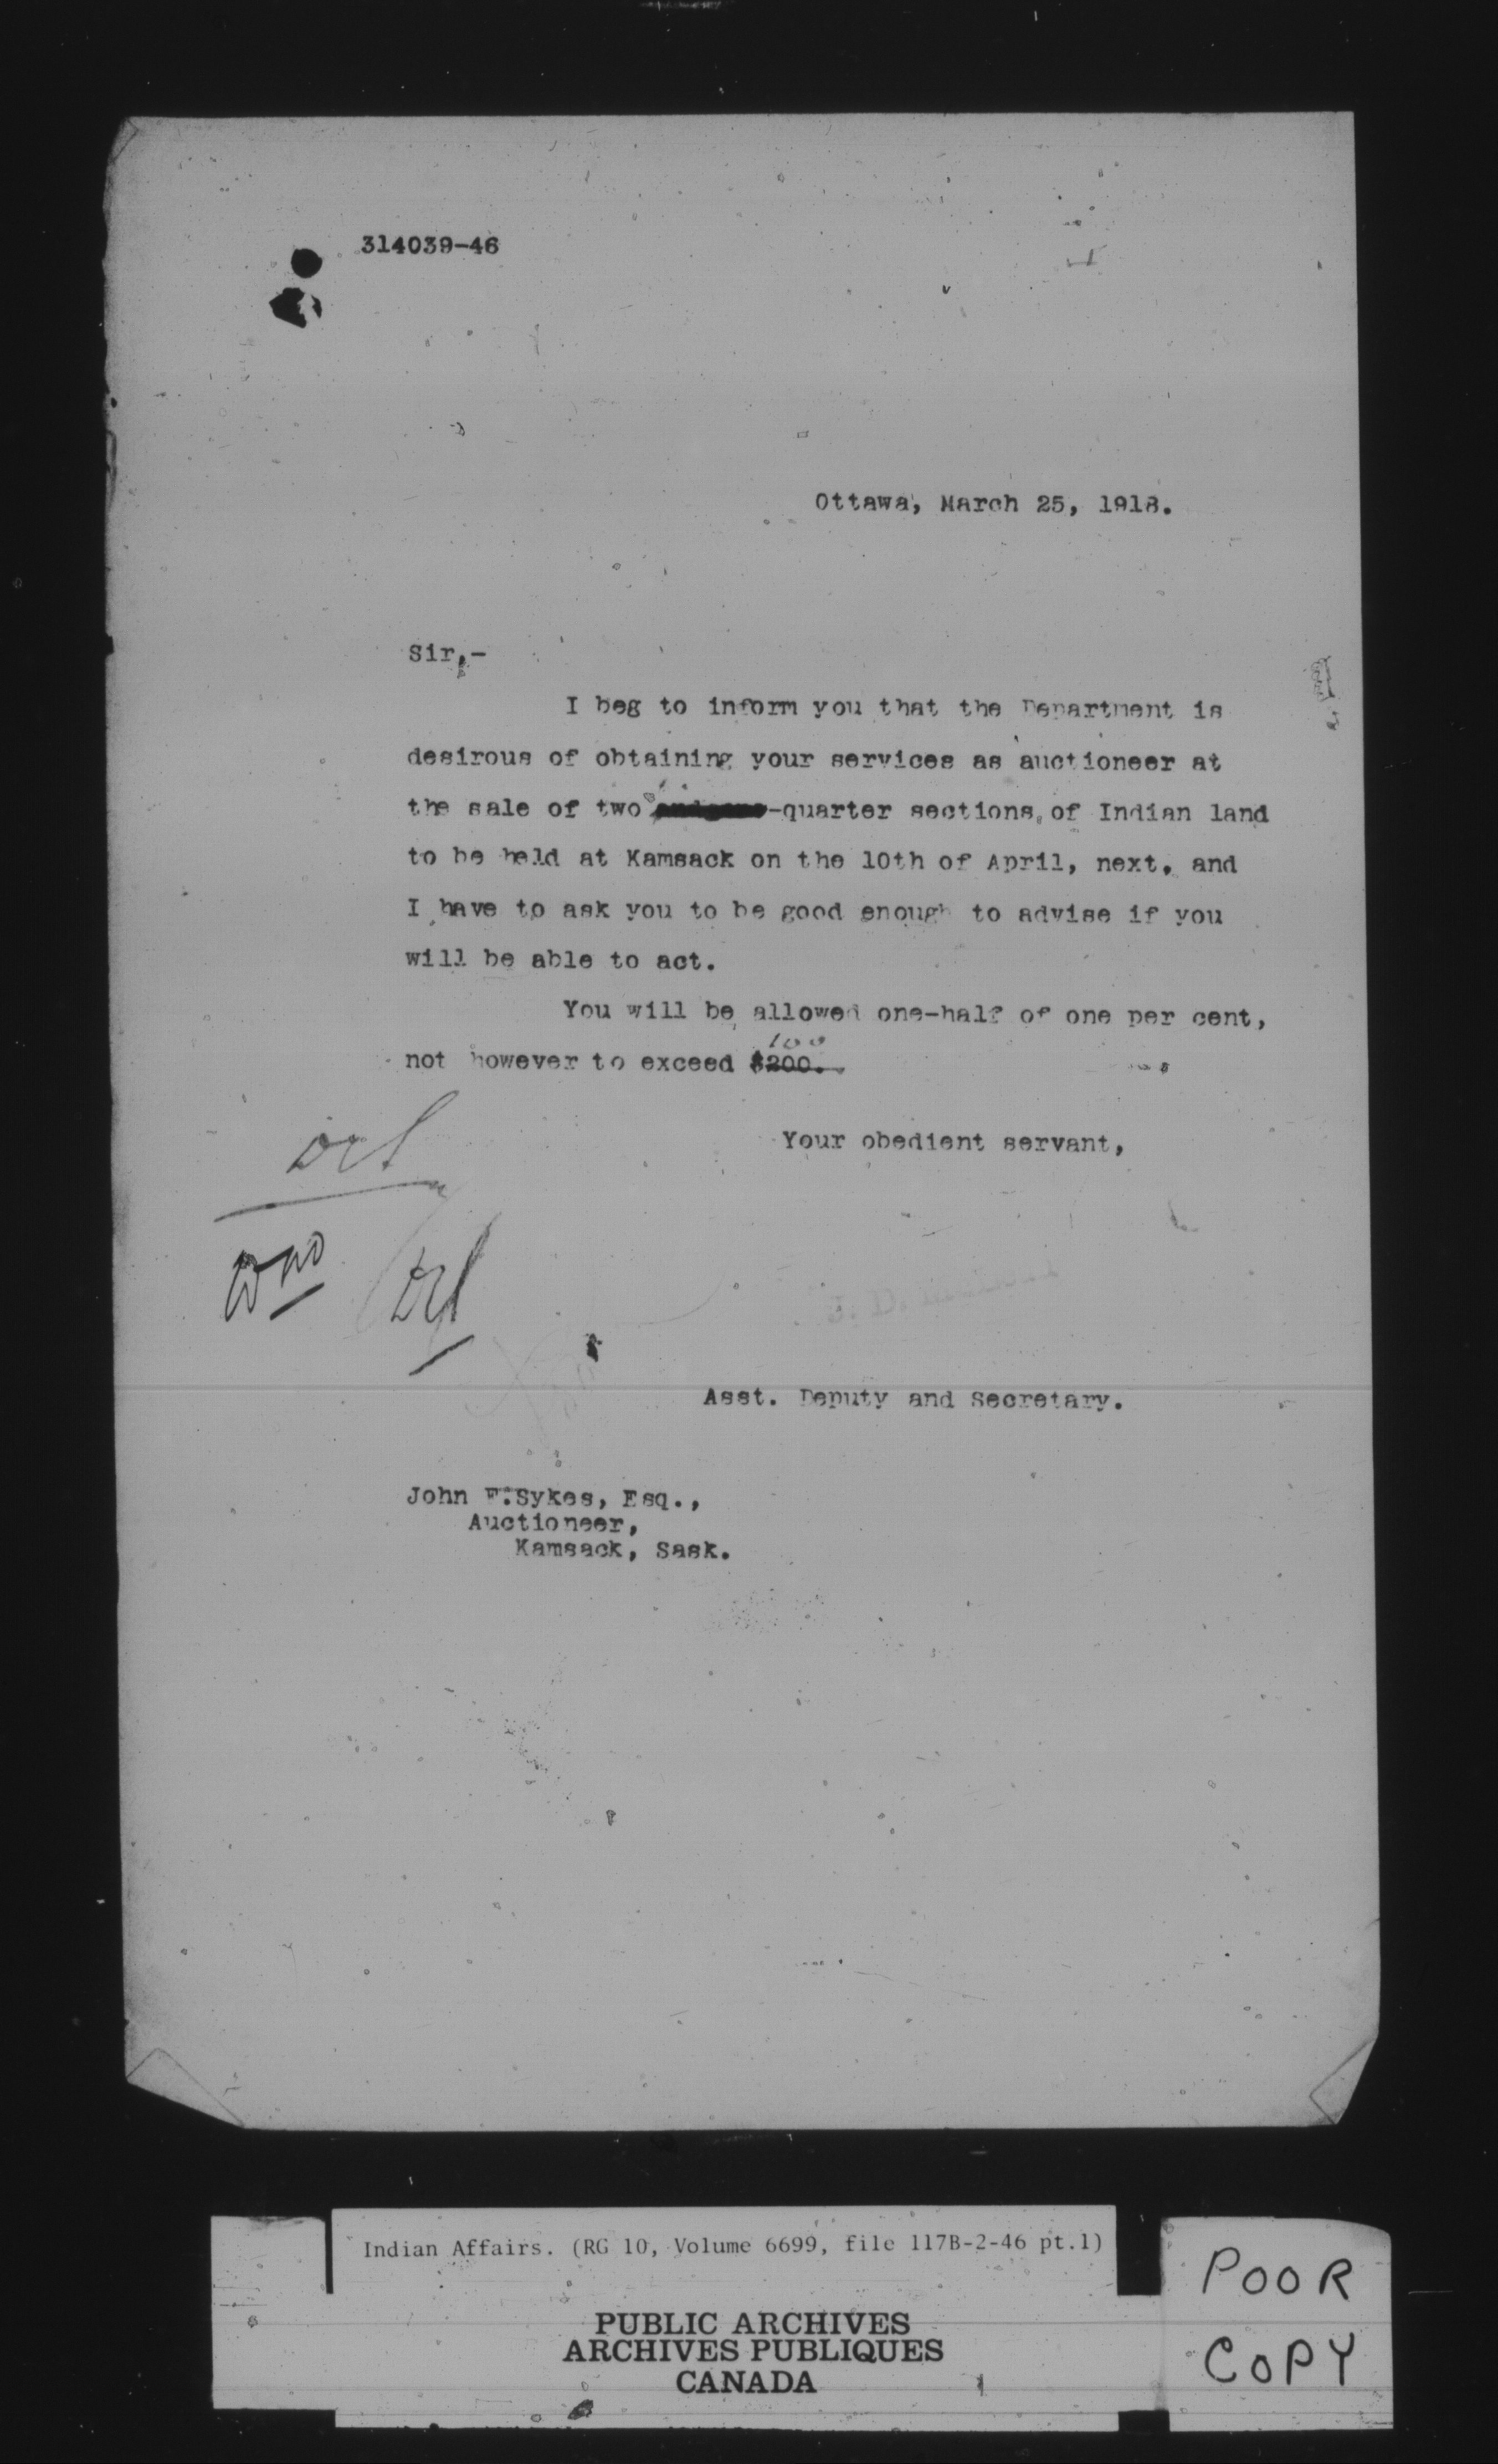 314039-46
Ottawa, March 25, 1918.
Sir,-
I beg to inform you that the Department is
desirous of obtaining your services as auctioneer at
the sale of two -quarter sections of Indian land
to be held at Kamsack on the 10th of April, next, and
I have to ask you to be good enough to advise if you
will be able to act.
You will be allowed one-half of one per cent,
100
not however to exceed $200.
Your obedient servant,
J. D.
Asst. Deputy and Secretary.
John F. Sykes, Esq.,
Auctioneer,
Kamsack, Sask.
Indian Affairs. (RG 10, Volume 6699, file 117B-2-46 pt.1)
PUBLIC ARCHIVES
ARCHIVES PUBLIQUES
CANADA
POOR
COPY